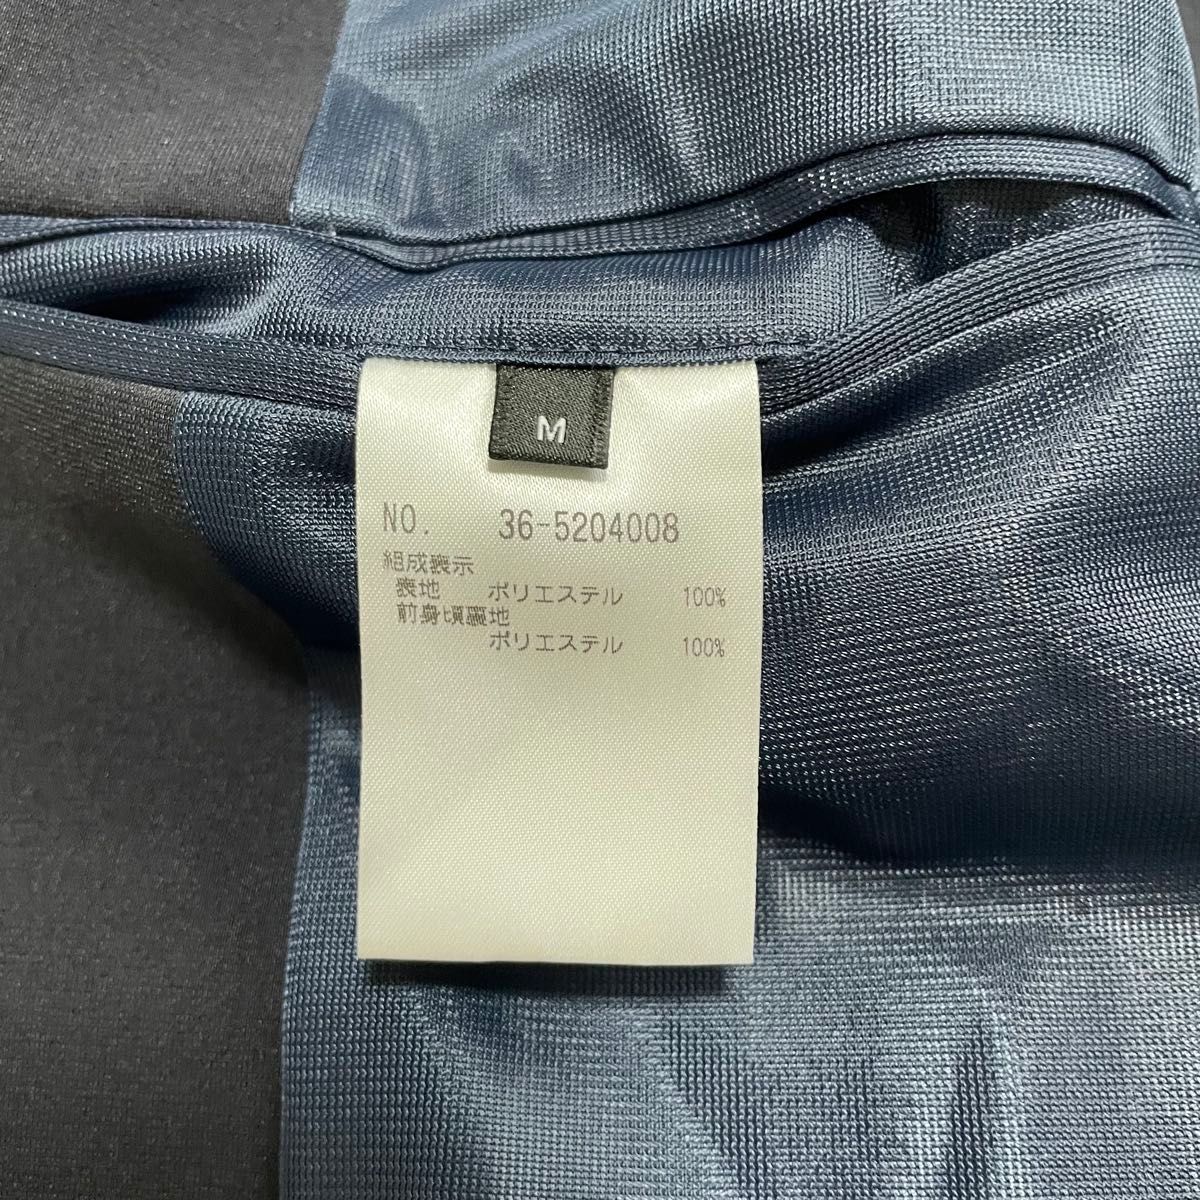 M
NO. 36-5204008
組成表示
表地 ポリエステル 100%
前身頃裏地
ポリエステル 100%